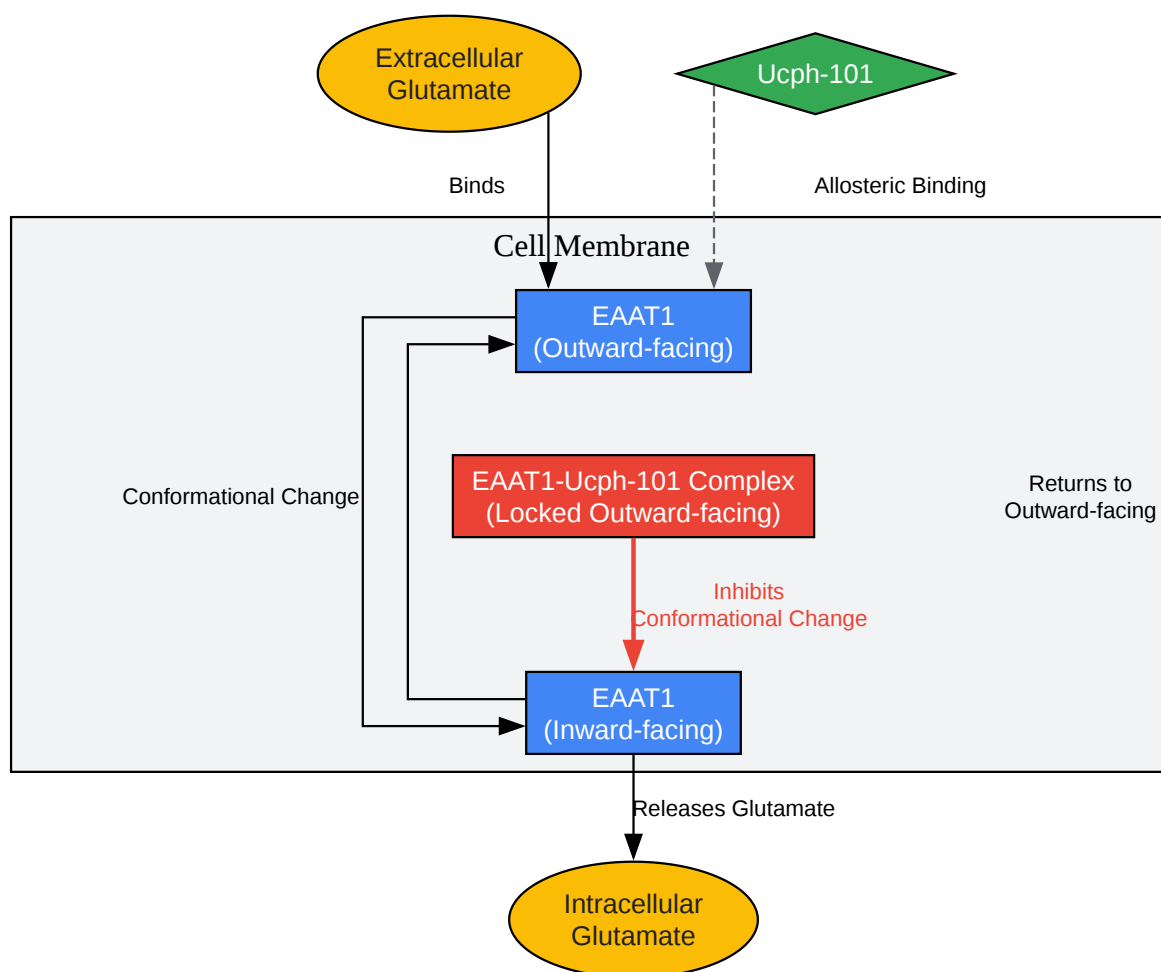 Extracellular
Glutamate
Ucph-101
Binds
Allosteric Binding
Cell Membrane
EAAT1
(Outward-facing)
EAAT1-Ucph-101 Complex
(Locked Outward-facing)
Conformational Change
Returns to
Outward-facing
Inhibits
Conformational Change
EAAT1
(Inward-facing)
Releases Glutamate
Intracellular
Glutamate